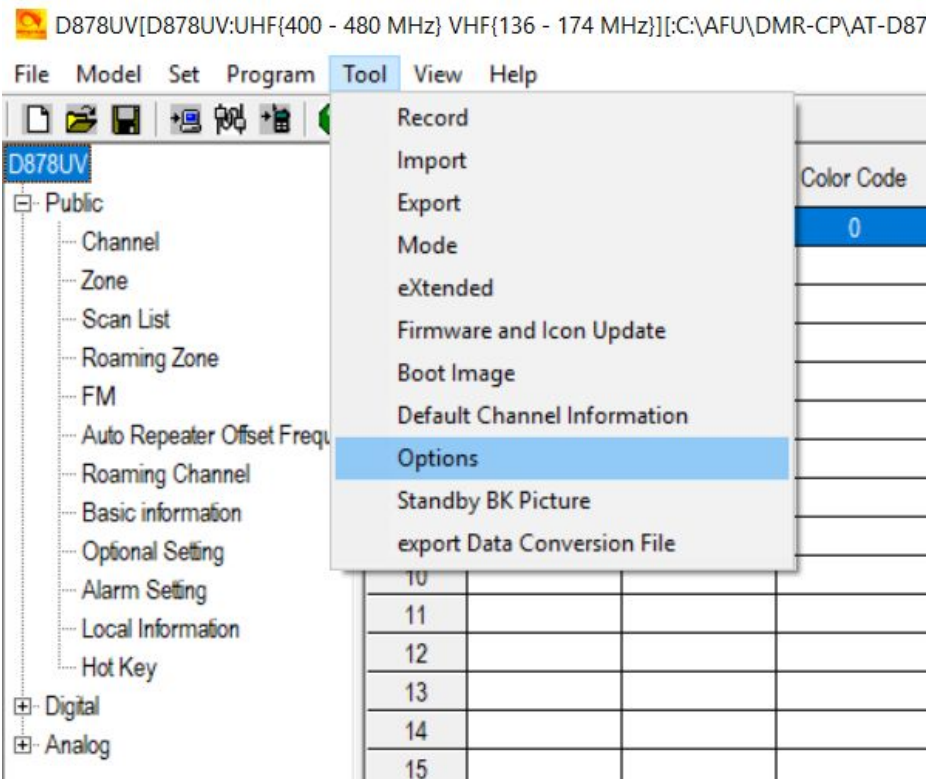 D878UV[D878UV:UHF{400 - 480 MHz} VHF{136 - 174 MHz}][:C:\AFU\DMR-CP\AT-D87
File Model Set Program Tool View Help
D878UV
Public
Channel
Zone
Scan List
Roaming Zone
FM
Auto Repeater Offset Frequ
Roaming Channel
Basic information
Optional Setting
Alarm Setting
Local Information
Hot Key
Digital
Analog
Record
Import
Export
Mode
eXtended
Firmware and Icon Update
Boot Image
Default Channel Information
Options
Standby BK Picture
export Data Conversion File
Color Code
0
10
11
12
13
14
15